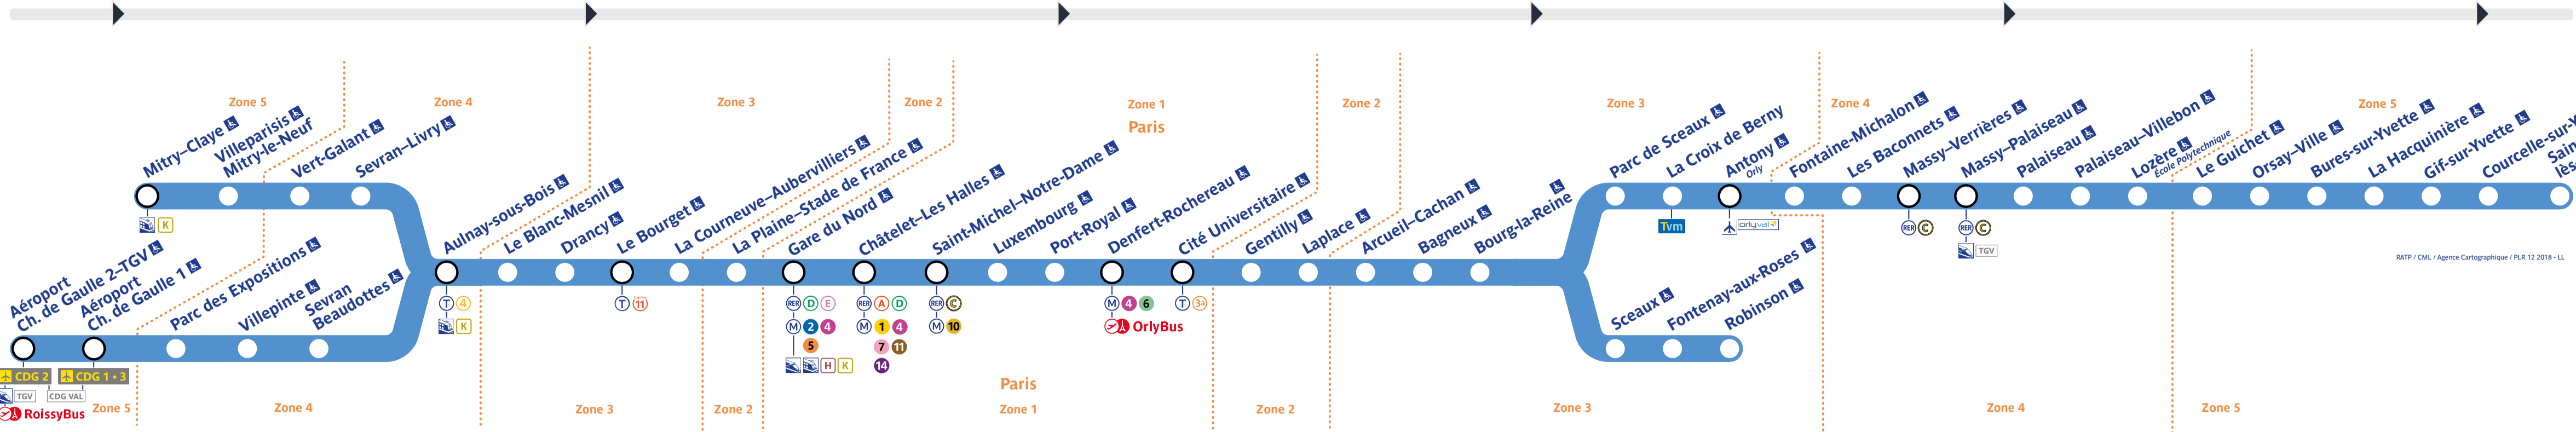 Zone 5
Zone 4
Zone 3
Zone 2
Zone 1
Paris
Zone 2
Zone 3
Zone 4
Zone 5
Mitry–Claye
Villeparisis
Mitry-le-Neuf
Vert-Galant
Sevran–Livry
K
Aéroport
Ch. de Gaulle 2–TGV
Aéroport
Ch. de Gaulle 1
Parc des Expositions
Villepinte
Sevran
Beaudottes
CDG 2
CDG 1 • 3
TGV
CDG VAL
RoissyBus
Aulnay-sous-Bois
T 4
K
Le Blanc-Mesnil
Drancy
Le Bourget
T 11
La Courneuve–Aubervilliers
La Plaine–Stade de France
Gare du Nord
RER D E
M 2 4
5
H K
Châtelet–Les Halles
RER A D
M 1 4
7 11
14
Saint-Michel–Notre-Dame
RER C
M 10
Luxembourg
Port-Royal
Denfert-Rochereau
M 4 6
OrlyBus
Cité Universitaire
T 3a
Gentilly
Laplace
Arcueil–Cachan
Bagneux
Bourg-la-Reine
Parc de Sceaux
La Croix de Berny
Tvm
Antony
Orly
orlyval
Fontaine-Michalon
Les Baconnets
Massy–Verrières
RER C
Massy–Palaiseau
RER C
TGV
Palaiseau
Palaiseau–Villebon
Lozère
École Polytechnique
Le Guichet
Orsay–Ville
Bures-sur-Yvette
La Hacquinière
Gif-sur-Yvette
Courcelle-sur-Y
Sain
lès
Sceaux
Fontenay-aux-Roses
Robinson
RATP / CML / Agence Cartographique / PLR 12 2018 - LL
Zone 5
Zone 4
Zone 3
Zone 2
Paris
Zone 1
Zone 2
Zone 3
Zone 4
Zone 5